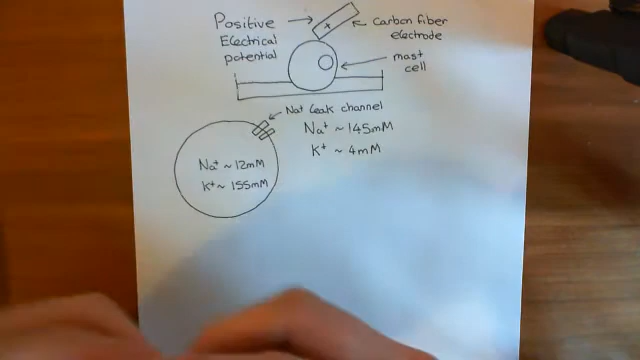 Positive
Electrical
potential
+
Carbon fiber
electrode
mast
cell
Na+ leak channel
Na+ ~ 145mM
K+ ~ 4mM
Na+ ~ 12mM
K+ ~ 155mM